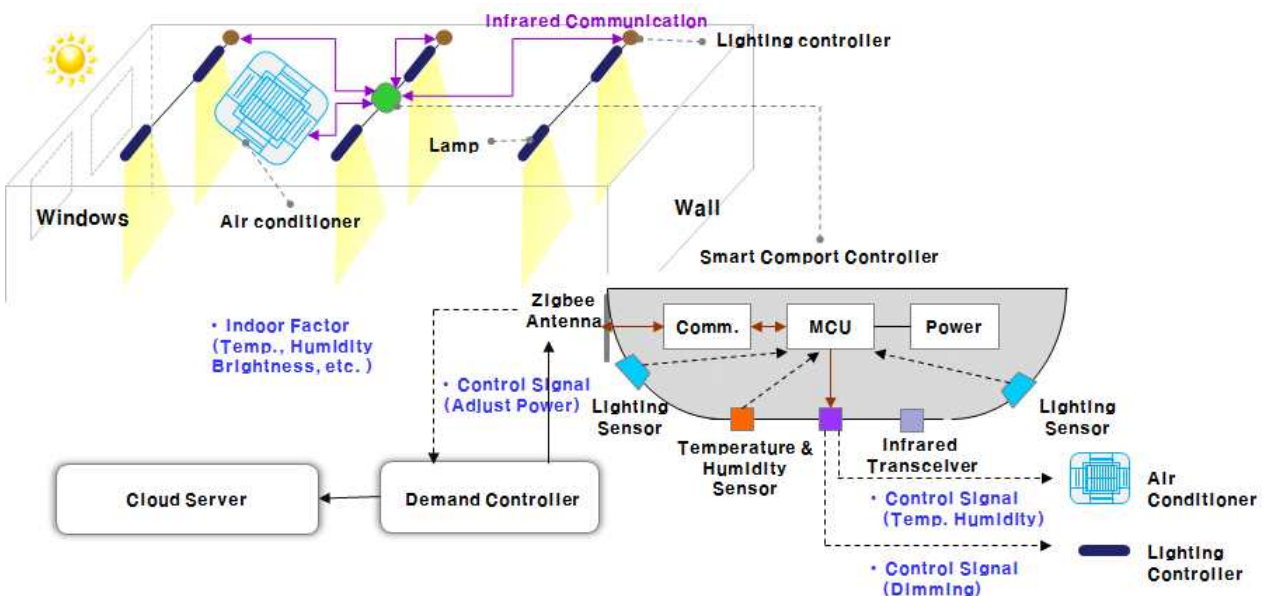 Infrared Communication
Lighting controller
Lamp
Windows
Air conditioner
Wall
Smart Comport Controller
Zigbee
Antenna
Comm.
MCU
Power
• Indoor Factor
(Temp., Humidity
Brightness, etc. )
• Control Signal
(Adjust Power)
Lighting
Sensor
Temperature &
Humidity
Sensor
Infrared
Transceiver
Lighting
Sensor
Cloud Server
Demand Controller
• Control Signal
(Temp. Humidity)
Air
Conditioner
• Control Signal
(Dimming)
Lighting
Controller